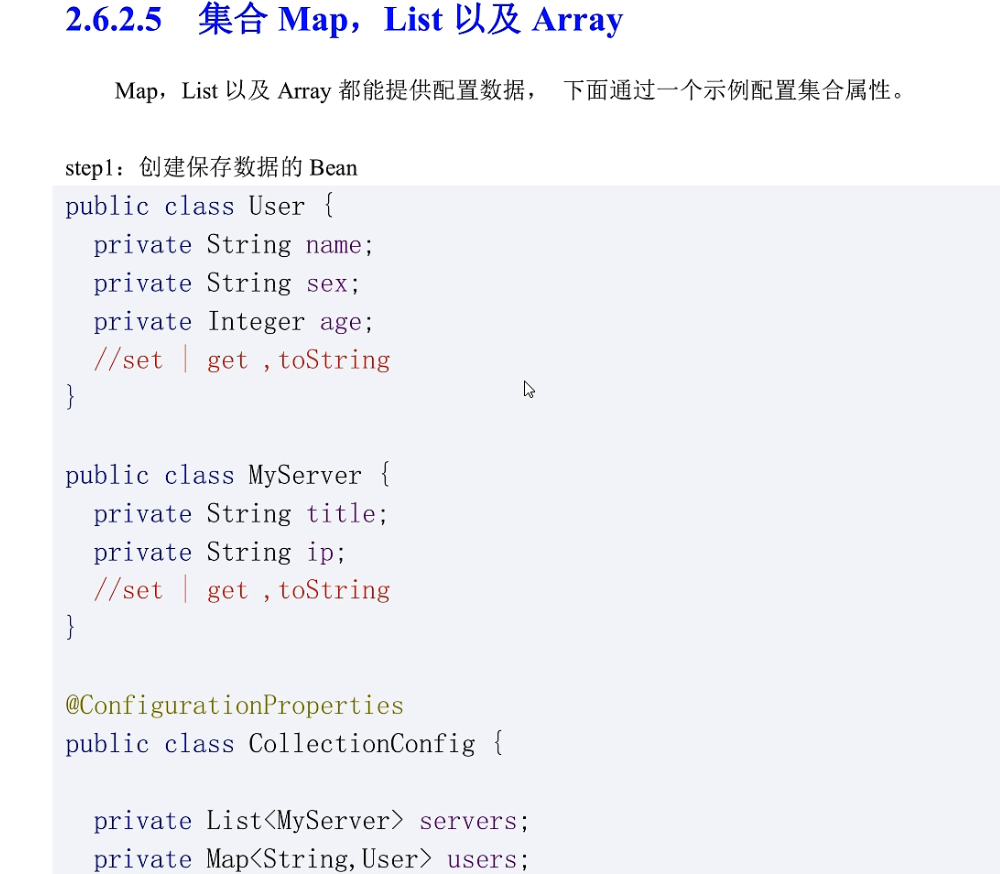 2.6.2.5 集合 Map，List 以及 Array
Map，List 以及 Array 都能提供配置数据， 下面通过一个示例配置集合属性。
step1：创建保存数据的 Bean
public class User {
private String name;
private String sex;
private Integer age;
//set | get ,toString
}
public class MyServer {
private String title;
private String ip;
//set | get ,toString
}
@ConfigurationProperties
public class CollectionConfig {
private List<MyServer> servers;
private Map<String,User> users;